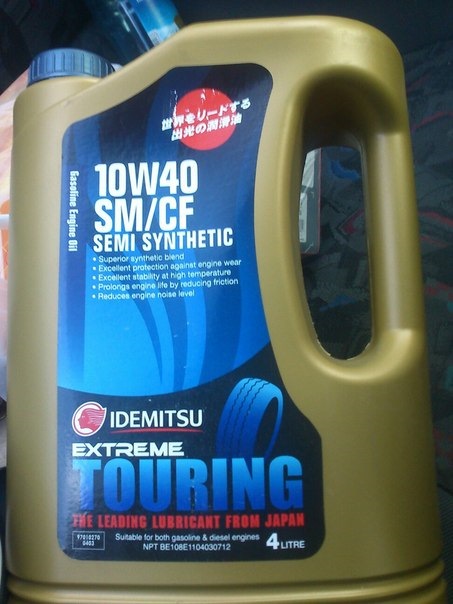 世界をリードする
出光の潤滑油
Gasoline Engine Oil
10W40
SM/CF
SEMI SYNTHETIC
• Superior synthetic blend
• Excellent protection against engine wear
• Excellent stability at high temperature
• Prolongs engine life by reducing friction
• Reduces engine noise level
IDEMITSU
EXTREME
TOURING
THE LEADING LUBRICANT FROM JAPAN
97010270
0403
Suitable for both gasoline & diesel engines
NPT BE108E1104030712
4 LITRE